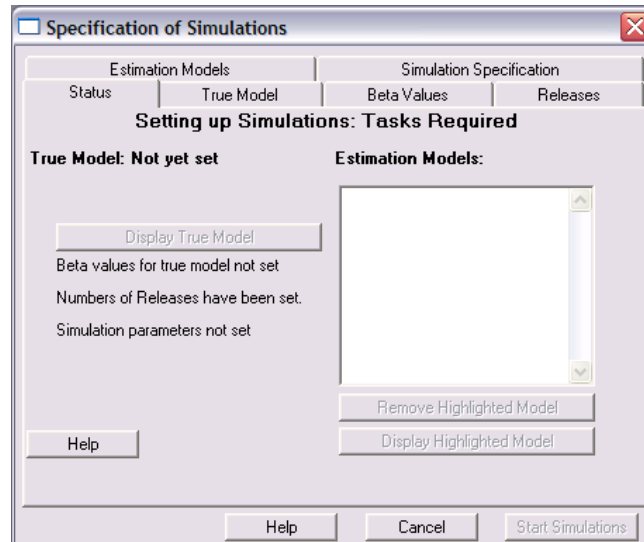 Specification of Simulations
Estimation Models
Simulation Specification
Status
True Model
Beta Values
Releases
Setting up Simulations: Tasks Required
True Model: Not yet set
Estimation Models:
Display True Model
Beta values for true model not set
Numbers of Releases have been set.
Simulation parameters not set
Remove Highlighted Model
Display Highlighted Model
Help
Help
Cancel
Start Simulations